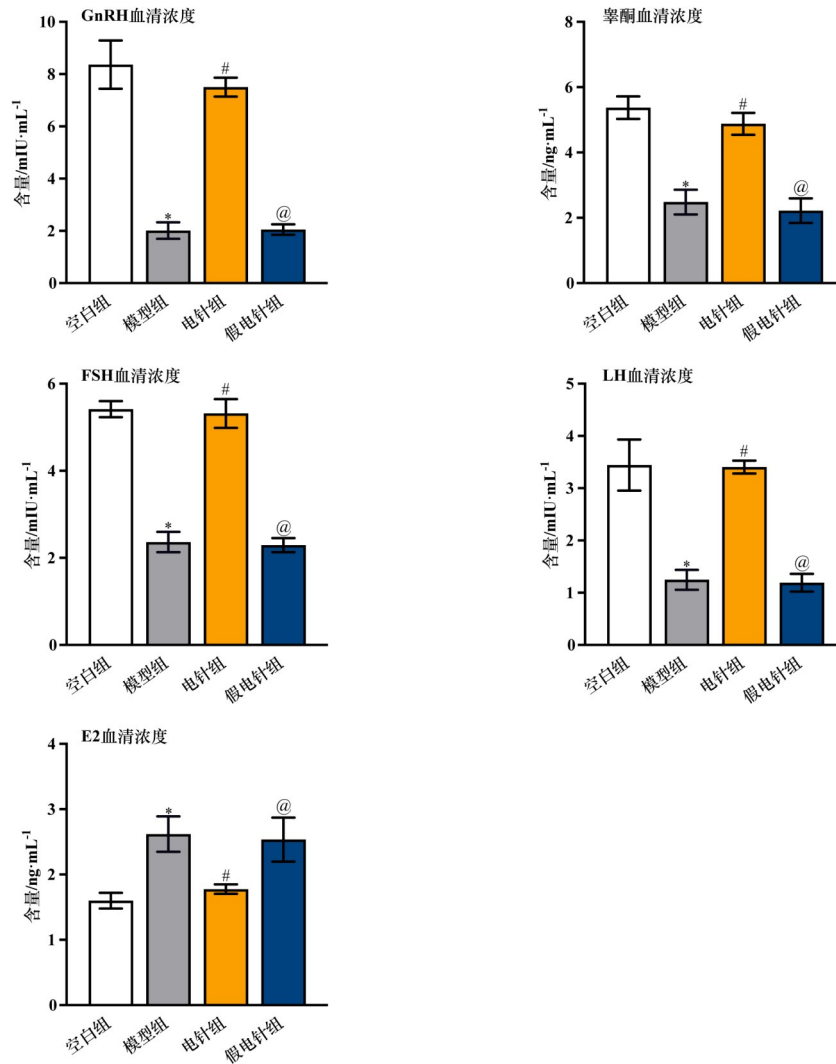 GnRH血清浓度
含量/mIU·mL⁻¹
10
8
6
4
2
0
#
*
@
空白组
模型组
电针组
假电针组
睾酮血清浓度
含量/ng·mL⁻¹
8
6
4
2
0
#
*
@
空白组
模型组
电针组
假电针组
FSH血清浓度
含量/mIU·mL⁻¹
6
4
2
0
#
*
@
空白组
模型组
电针组
假电针组
LH血清浓度
含量/mIU·mL⁻¹
5
4
3
2
1
0
#
*
@
空白组
模型组
电针组
假电针组
E2血清浓度
含量/ng·mL⁻¹
4
3
2
1
0
*
#
@
空白组
模型组
电针组
假电针组